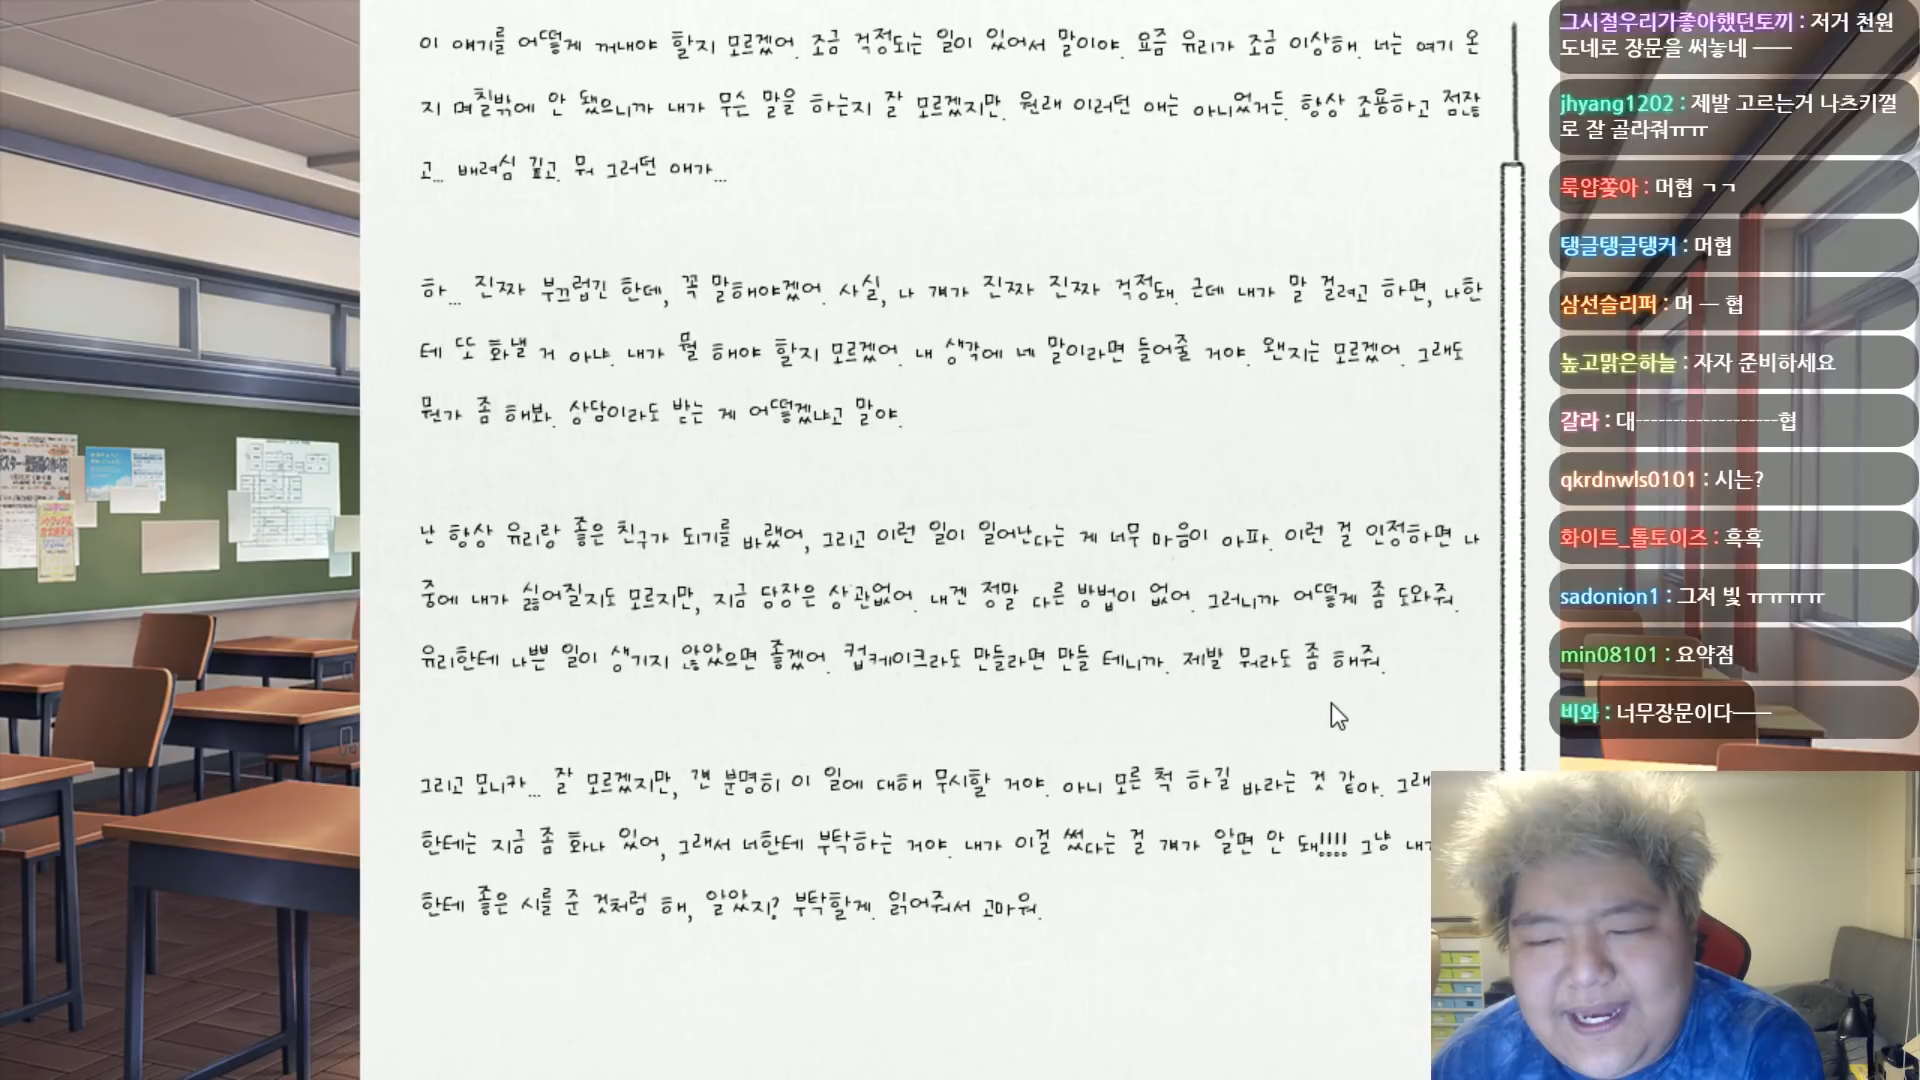 이 얘기를 어떻게 꺼내야 할지 모르겠어. 조금 걱정되는 일이 있어서 말이야. 요즘 유리가 조금 이상해. 너는 여기 온
지 며칠밖에 안 됐으니까 내가 무슨 말을 하는지 잘 모르겠지만. 원래 이러던 애는 아니었거든. 항상 조용하고 점잖
고... 배려심 깊고. 뭐 그러던 애가...
하... 진짜 부끄럽긴 한데, 꼭 말해야겠어. 사실, 나 걔가 진짜 진짜 걱정돼. 근데 내가 말 걸려고 하면, 나한
테 또 화낼 거 아냐. 내가 뭘 해야 할지 모르겠어. 내 생각에 네 말이라면 들어줄 거야. 왠지는 모르겠어. 그래도
뭔가 좀 해봐. 상담이라도 받는 게 어떻겠냐고 말야.
난 항상 유리랑 좋은 친구가 되기를 바랬어, 그리고 이런 일이 일어난다는 게 너무 마음이 아파. 이런 걸 인정하면 나
중에 내가 싫어질지도 모르지만, 지금 당장은 상관없어. 내겐 정말 다른 방법이 없어. 그러니까 어떻게 좀 도와줘.
유리한테 나쁜 일이 생기지 않았으면 좋겠어. 컵케이크라도 만들라면 만들 테니까. 제발 뭐라도 좀 해줘.
그리고 모니카... 잘 모르겠지만, 걘 분명히 이 일에 대해 무시할 거야. 아니 모른 척 하길 바라는 것 같아. 그래
한테는 지금 좀 화나 있어, 그래서 너한테 부탁하는 거야. 내가 이걸 썼다는 걸 걔가 알면 안 돼!!!! 그냥 내가
한테 좋은 시를 준 것처럼 해, 알았지? 부탁할게. 읽어줘서 고마워.
그시절우리가좋아했던토끼 : 저거 천원
도네로 장문을 써놓네 ㅡㅡ
jhyang1202 : 제발 고르는거 나츠키껄
로 잘 골라줘ㅠㅠ
룩얍쫓아 : 머협 ㄱㄱ
탱글탱글탱커 : 머협
삼선슬리퍼 : 머 ㅡ 협
높고맑은하늘 : 자자 준비하세요
갈라 : 대-------------------협
qkrdnwls0101 : 시는?
화이트_톨토이즈 : 흑흑
sadonion1 : 그저 빛 ㅠㅠㅠㅠ
min08101 : 요약점
비와 : 너무장문이다ㅡㅡ